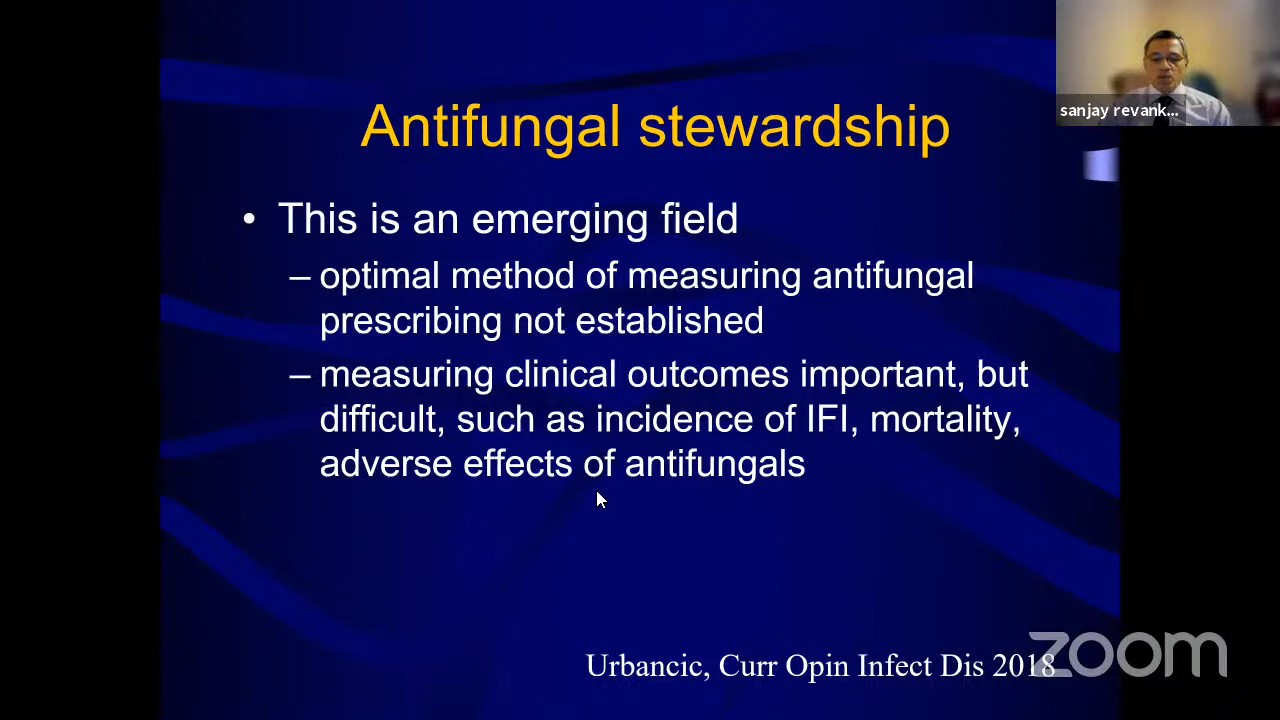 Antifungal stewardship
• This is an emerging field
– optimal method of measuring antifungal
prescribing not established
– measuring clinical outcomes important, but
difficult, such as incidence of IFI, mortality,
adverse effects of antifungals
Urbancic, Curr Opin Infect Dis 2018
sanjay revank...
zoom